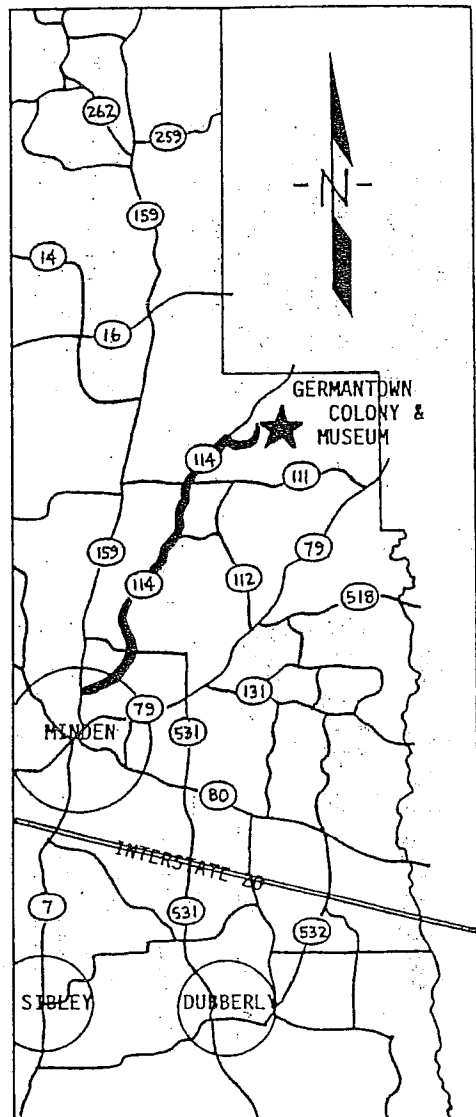 262
259
159
- N -
14
16
GERMANTOWN
COLONY &
MUSEUM
114
111
79
159
114
112
518
131
79
MINDEN
531
80
INTERSTATE 20
7
531
532
SIBLEY
DUBBERLY